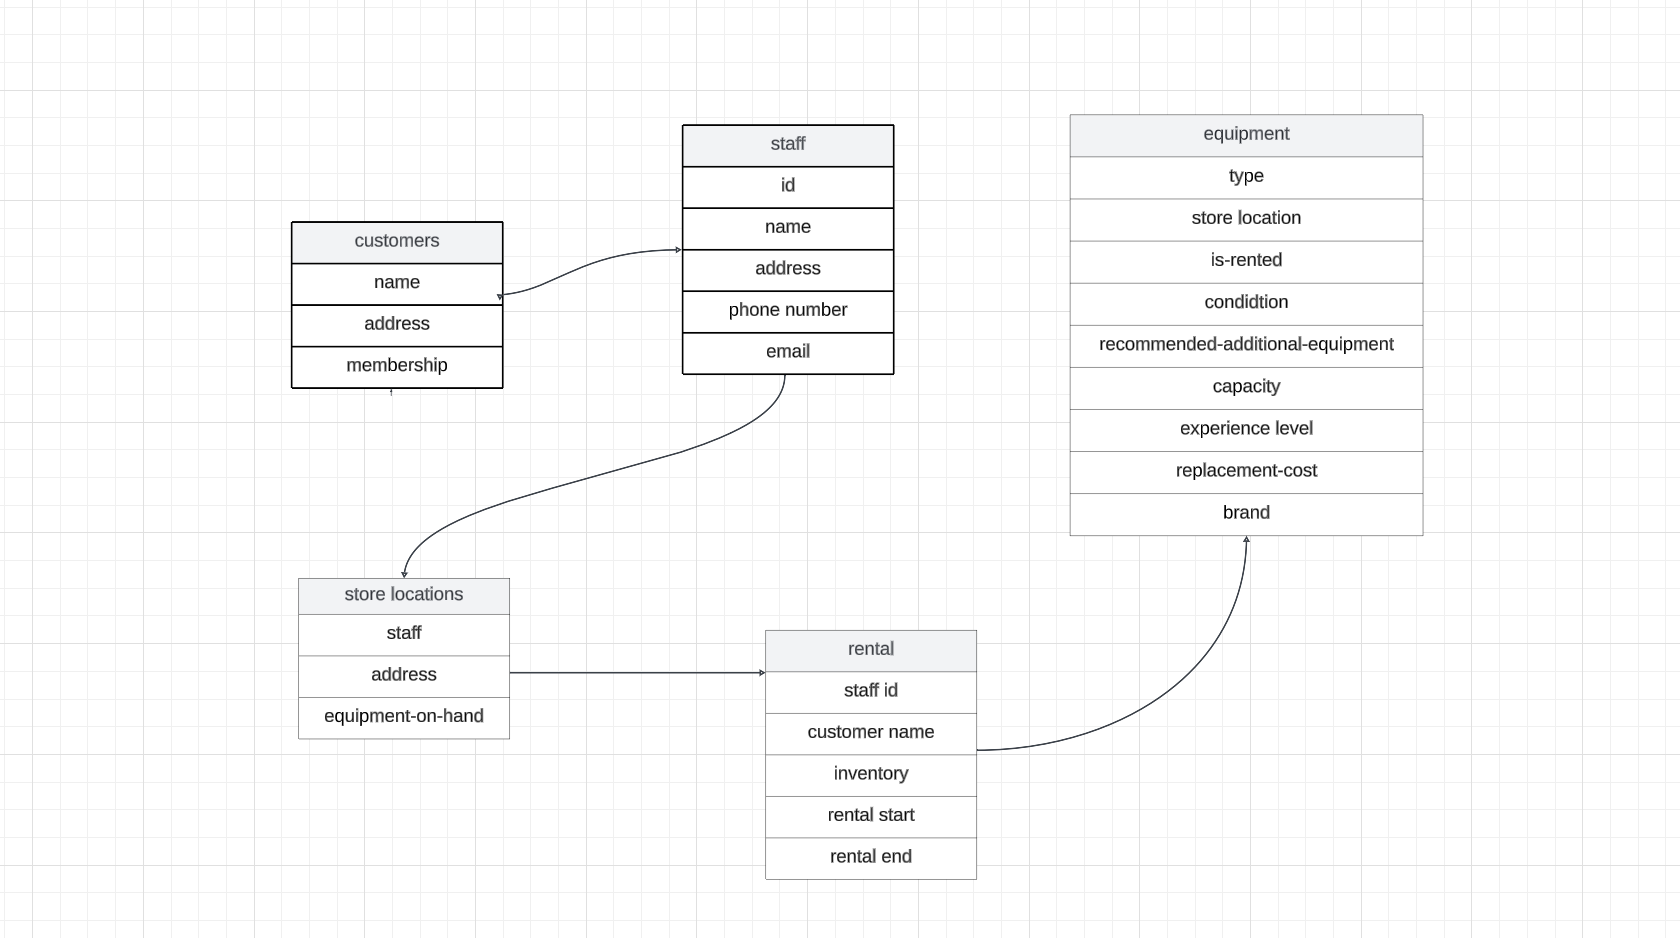 customers
name
address
membership
staff
id
name
address
phone number
email
equipment
type
store location
is-rented
condidtion
recommended-additional-equipment
capacity
experience level
replacement-cost
brand
store locations
staff
address
equipment-on-hand
rental
staff id
customer name
inventory
rental start
rental end